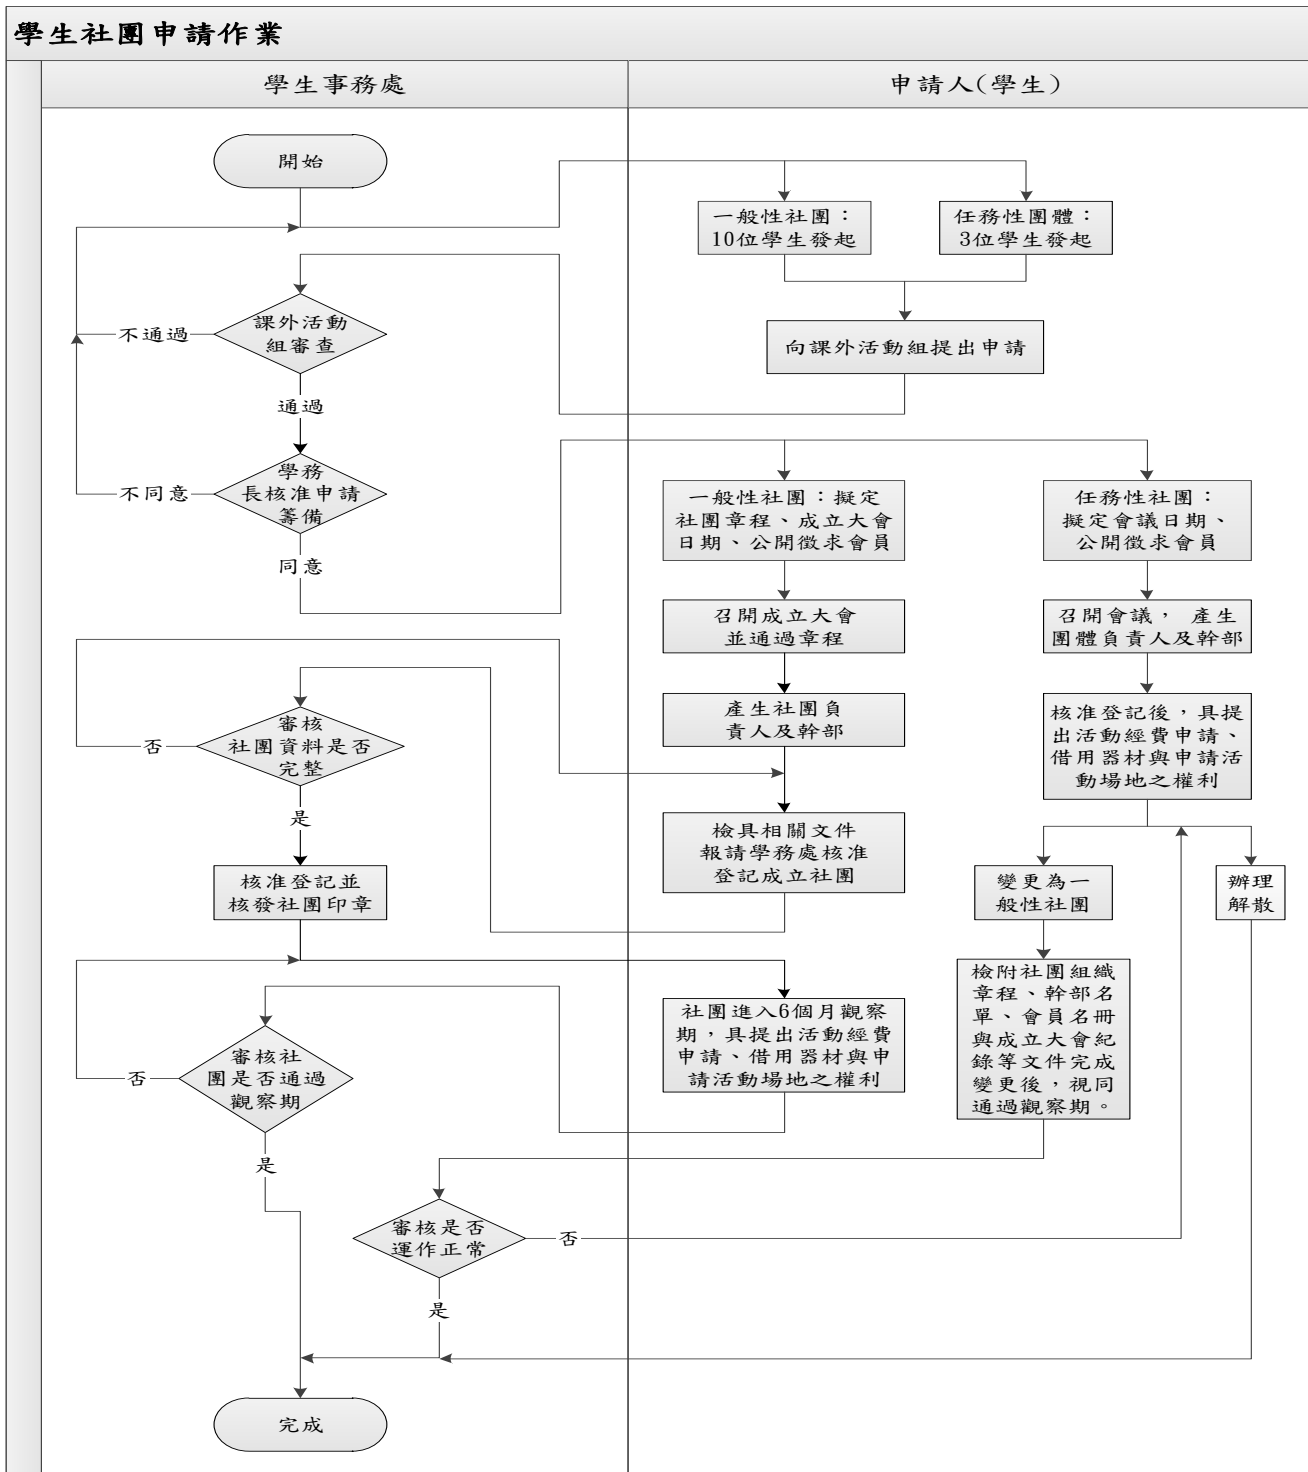 學生社團申請作業
學生事務處
申請人(學生)
開始
一般性社團：
10位學生發起
任務性團體：
3位學生發起
課外活動
組審查
不通過
向課外活動組提出申請
通過
學務
長核准申請
籌備
不同意
同意
一般性社團：擬定
社團章程、成立大會
日期、公開徵求會員
任務性社團：
擬定會議日期、
公開徵求會員
召開成立大會
並通過章程
召開會議， 產生
團體負責人及幹部
產生社團負
責人及幹部
核准登記後，具提
出活動經費申請、
借用器材與申請活
動場地之權利
審核
社團資料是否
完整
否
是
檢具相關文件
報請學務處核准
登記成立社團
變更為一
般性社團
辦理
解散
核准登記並
核發社團印章
社團進入6個月觀察
期，具提出活動經費
申請、借用器材與申
請活動場地之權利
檢附社團組織
章程、幹部名
單、會員名冊
與成立大會紀
錄等文件完成
變更後，視同
通過觀察期。
審核社
團是否通過
觀察期
否
是
審核是否
運作正常
否
是
完成